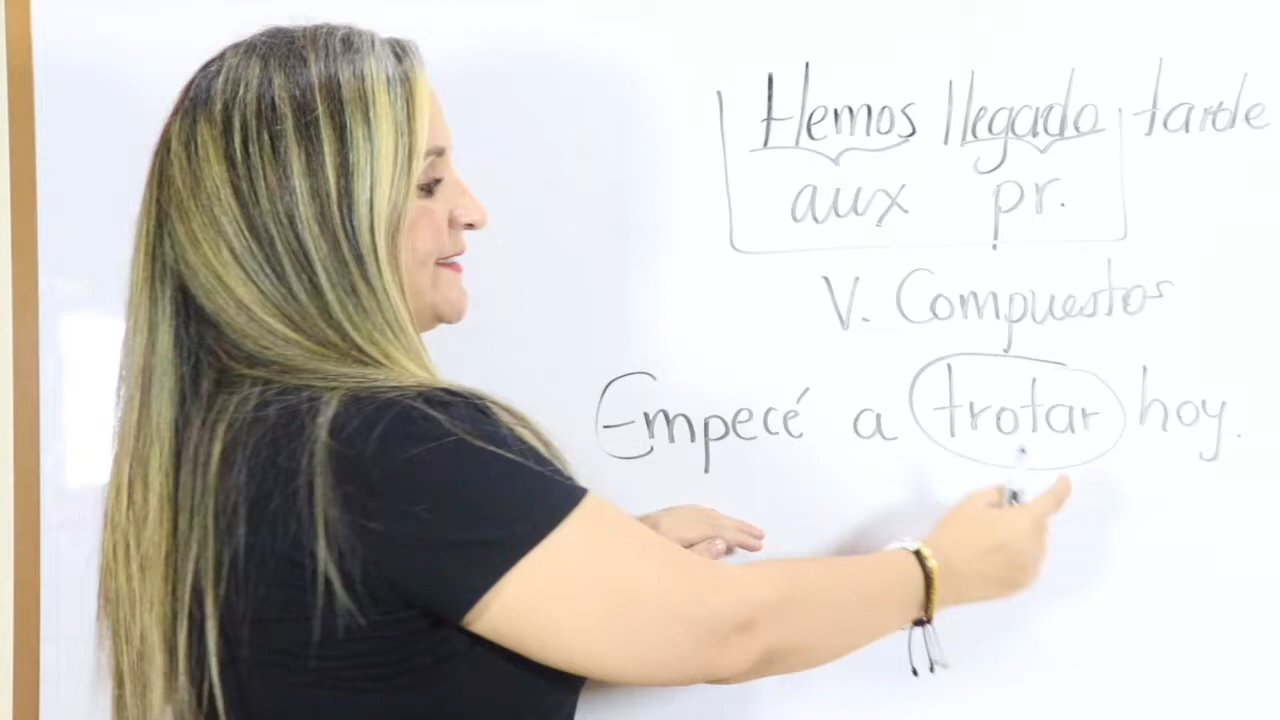 Hemos llegado tarde
aux pr.
V. Compuestos
Empecé a trotar hoy.